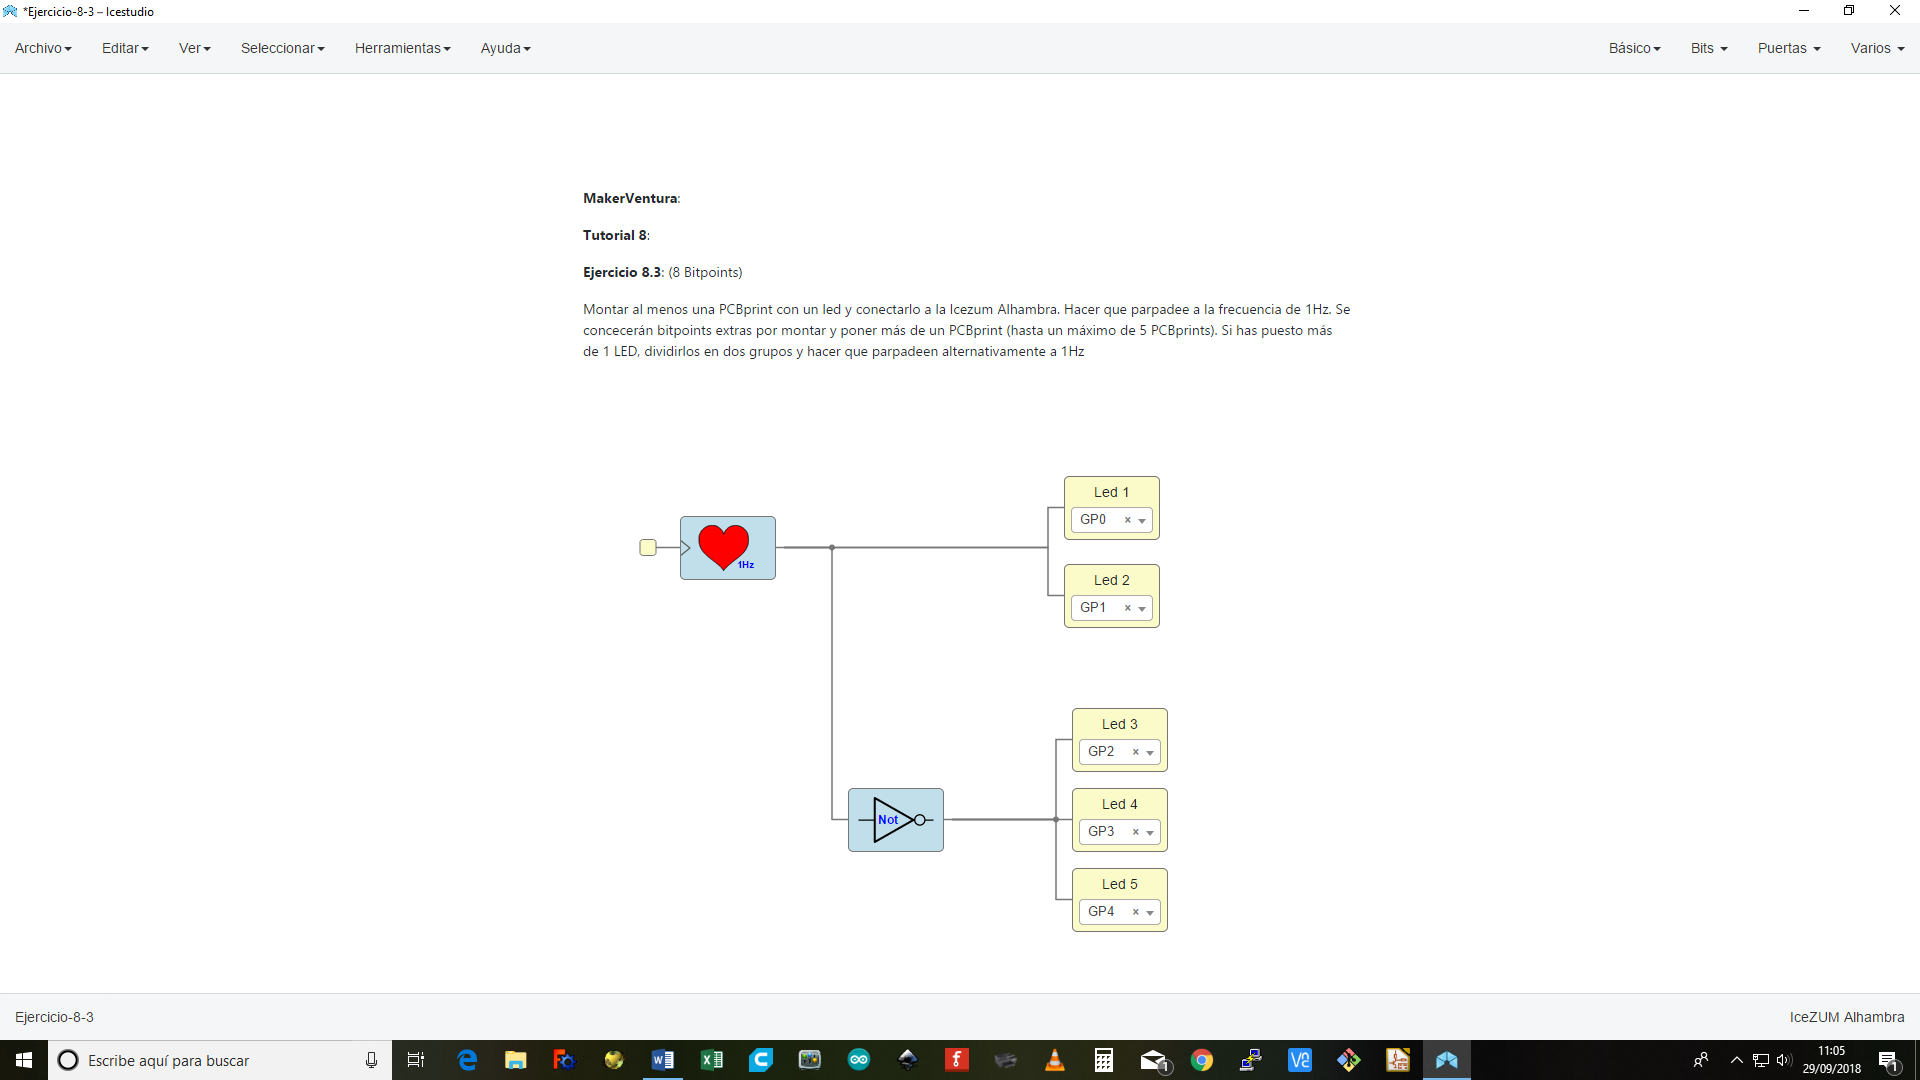 *Ejercicio-8-3 – Icestudio
Archivo Editar Ver Seleccionar Herramientas Ayuda Básico Bits Puertas Varios
MakerVentura:
Tutorial 8:
Ejercicio 8.3: (8 Bitpoints)
Montar al menos una PCBprint con un led y conectarlo a la Icezum Alhambra. Hacer que parpadee a la frecuencia de 1Hz. Se
concecerán bitpoints extras por montar y poner más de un PCBprint (hasta un máximo de 5 PCBprints). Si has puesto más
de 1 LED, dividirlos en dos grupos y hacer que parpadeen alternativamente a 1Hz
Led 1
GP0 ×
1Hz
Led 2
GP1 ×
Led 3
GP2 ×
Led 4
GP3 ×
Not
Led 5
GP4 ×
Ejercicio-8-3
IceZUM Alhambra
Escribe aquí para buscar
11:05
29/09/2018
1
1